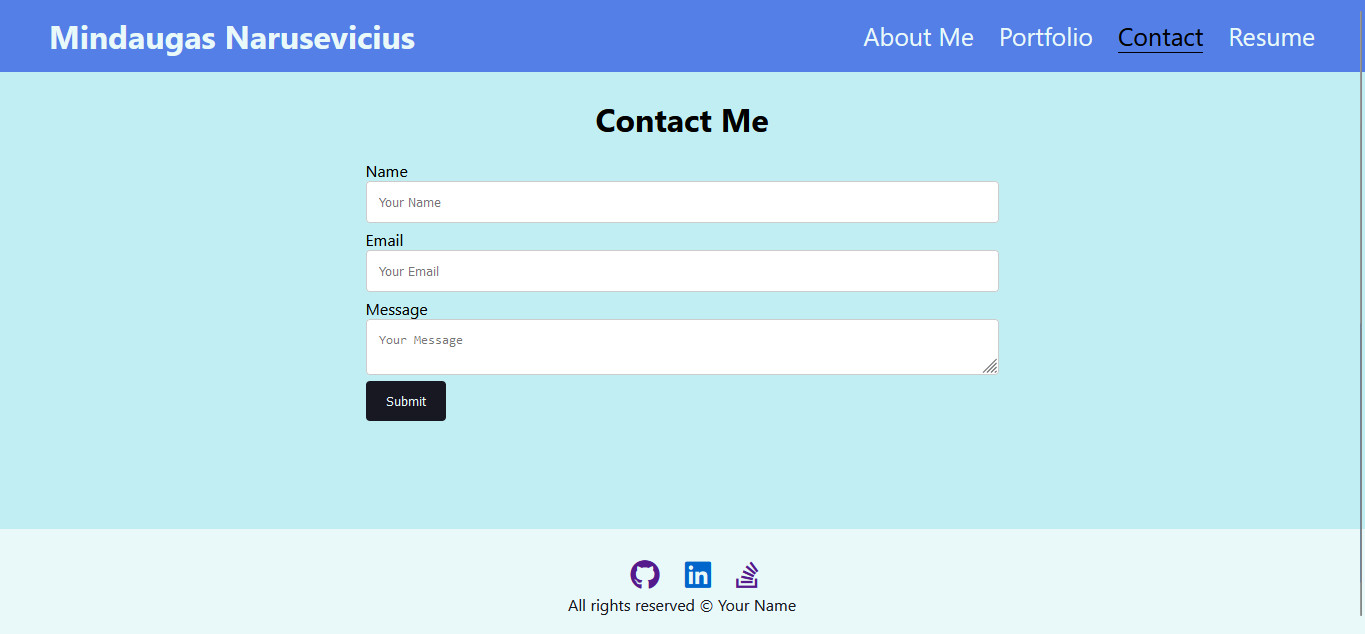 Mindaugas Narusevicius
About Me Portfolio Contact Resume
Contact Me
Name
Your Name
Email
Your Email
Message
Your Message
Submit
in
All rights reserved © Your Name